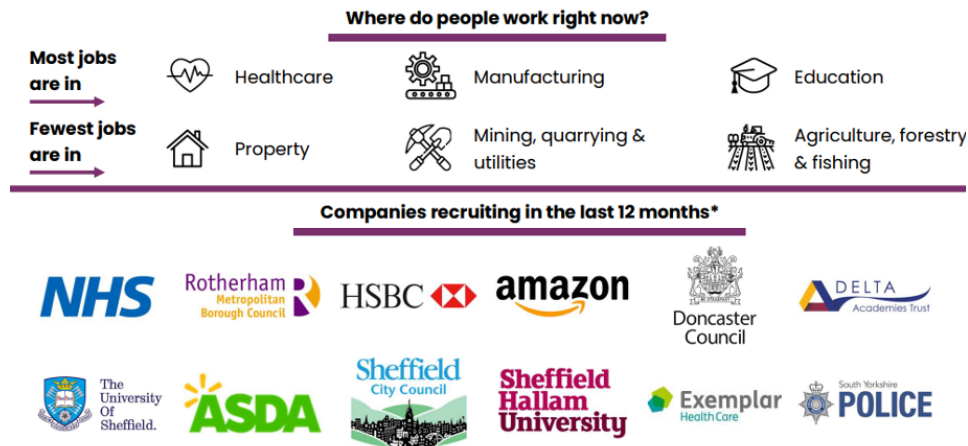 Where do people work right now?
Most jobs
are in
Healthcare
Manufacturing
Education
Fewest jobs
are in
Property
Mining, quarrying &
utilities
Agriculture, forestry
& fishing
Companies recruiting in the last 12 months*
NHS
Rotherham
Metropolitan
Borough Council
HSBC
amazon
Doncaster
Council
DELTA
Academies Trust
The
University
Of
Sheffield.
ASDA
Sheffield
City Council
Sheffield
Hallam
University
Exemplar
Health Care
South Yorkshire
POLICE